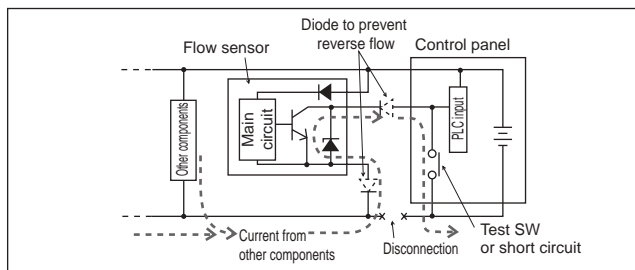 Diode to prevent
reverse flow
Flow sensor
Control panel
Other components
Main
circuit
PLC input
Current from
other components
Disconnection
Test SW
or short circuit